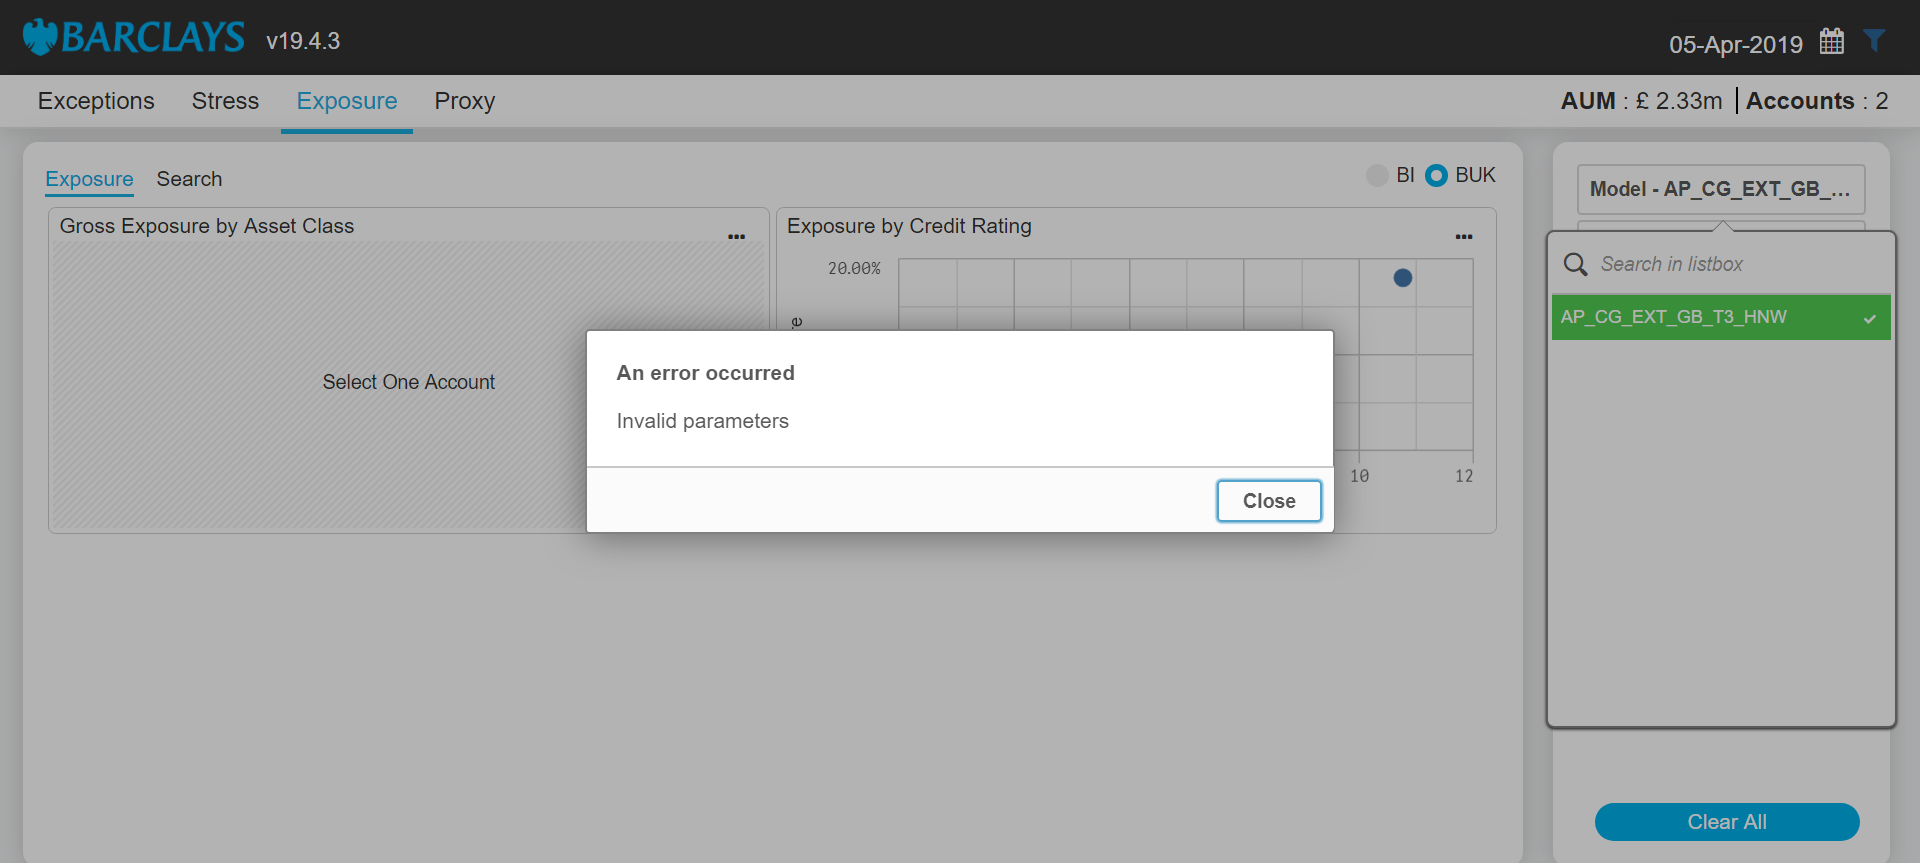 BARCLAYS v19.4.3
05-Apr-2019
Exceptions Stress Exposure Proxy
AUM : £ 2.33m | Accounts : 2
Exposure Search
BI BUK
Model - AP_CG_EXT_GB_...
Gross Exposure by Asset Class
...
Exposure by Credit Rating
...
Search in listbox
AP_CG_EXT_GB_T3_HNW
20.00%
Select One Account
An error occurred
Invalid parameters
Close
10 12
Clear All